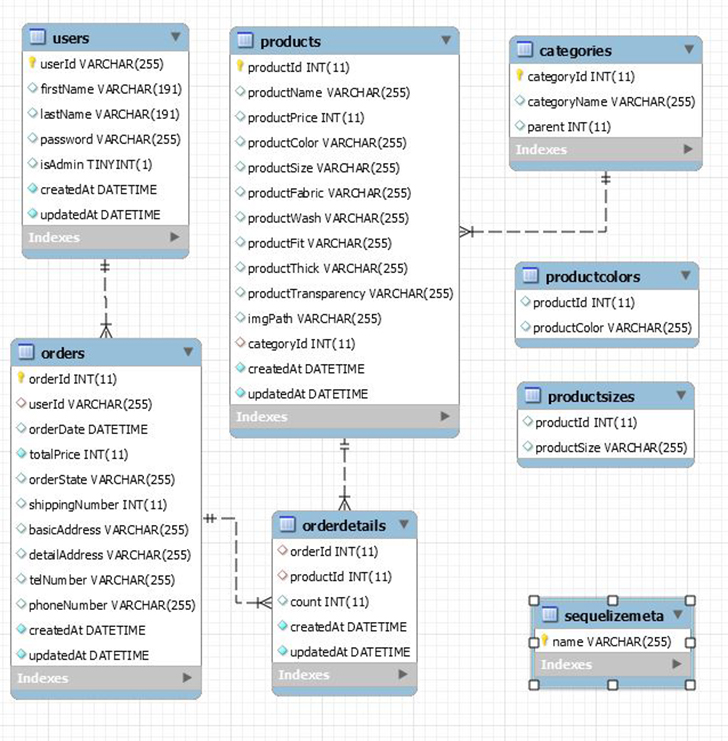 users
userId VARCHAR(255)
firstName VARCHAR(191)
lastName VARCHAR(191)
password VARCHAR(255)
isAdmin TINYINT(1)
createdAt DATETIME
updatedAt DATETIME
Indexes
products
productId INT(11)
productName VARCHAR(255)
productPrice INT(11)
productColor VARCHAR(255)
productSize VARCHAR(255)
productFabric VARCHAR(255)
productWash VARCHAR(255)
productFit VARCHAR(255)
productThick VARCHAR(255)
productTransparency VARCHAR(255)
imgPath VARCHAR(255)
categoryId INT(11)
createdAt DATETIME
updatedAt DATETIME
Indexes
categories
categoryId INT(11)
categoryName VARCHAR(255)
parent INT(11)
Indexes
productcolors
productId INT(11)
productColor VARCHAR(255)
productsizes
productId INT(11)
productSize VARCHAR(255)
orders
orderId INT(11)
userId VARCHAR(255)
orderDate DATETIME
totalPrice INT(11)
orderState VARCHAR(255)
shippingNumber INT(11)
basicAddress VARCHAR(255)
detailAddress VARCHAR(255)
telNumber VARCHAR(255)
phoneNumber VARCHAR(255)
createdAt DATETIME
updatedAt DATETIME
Indexes
orderdetails
orderId INT(11)
productId INT(11)
count INT(11)
createdAt DATETIME
updatedAt DATETIME
Indexes
sequelizemeta
name VARCHAR(255)
Indexes